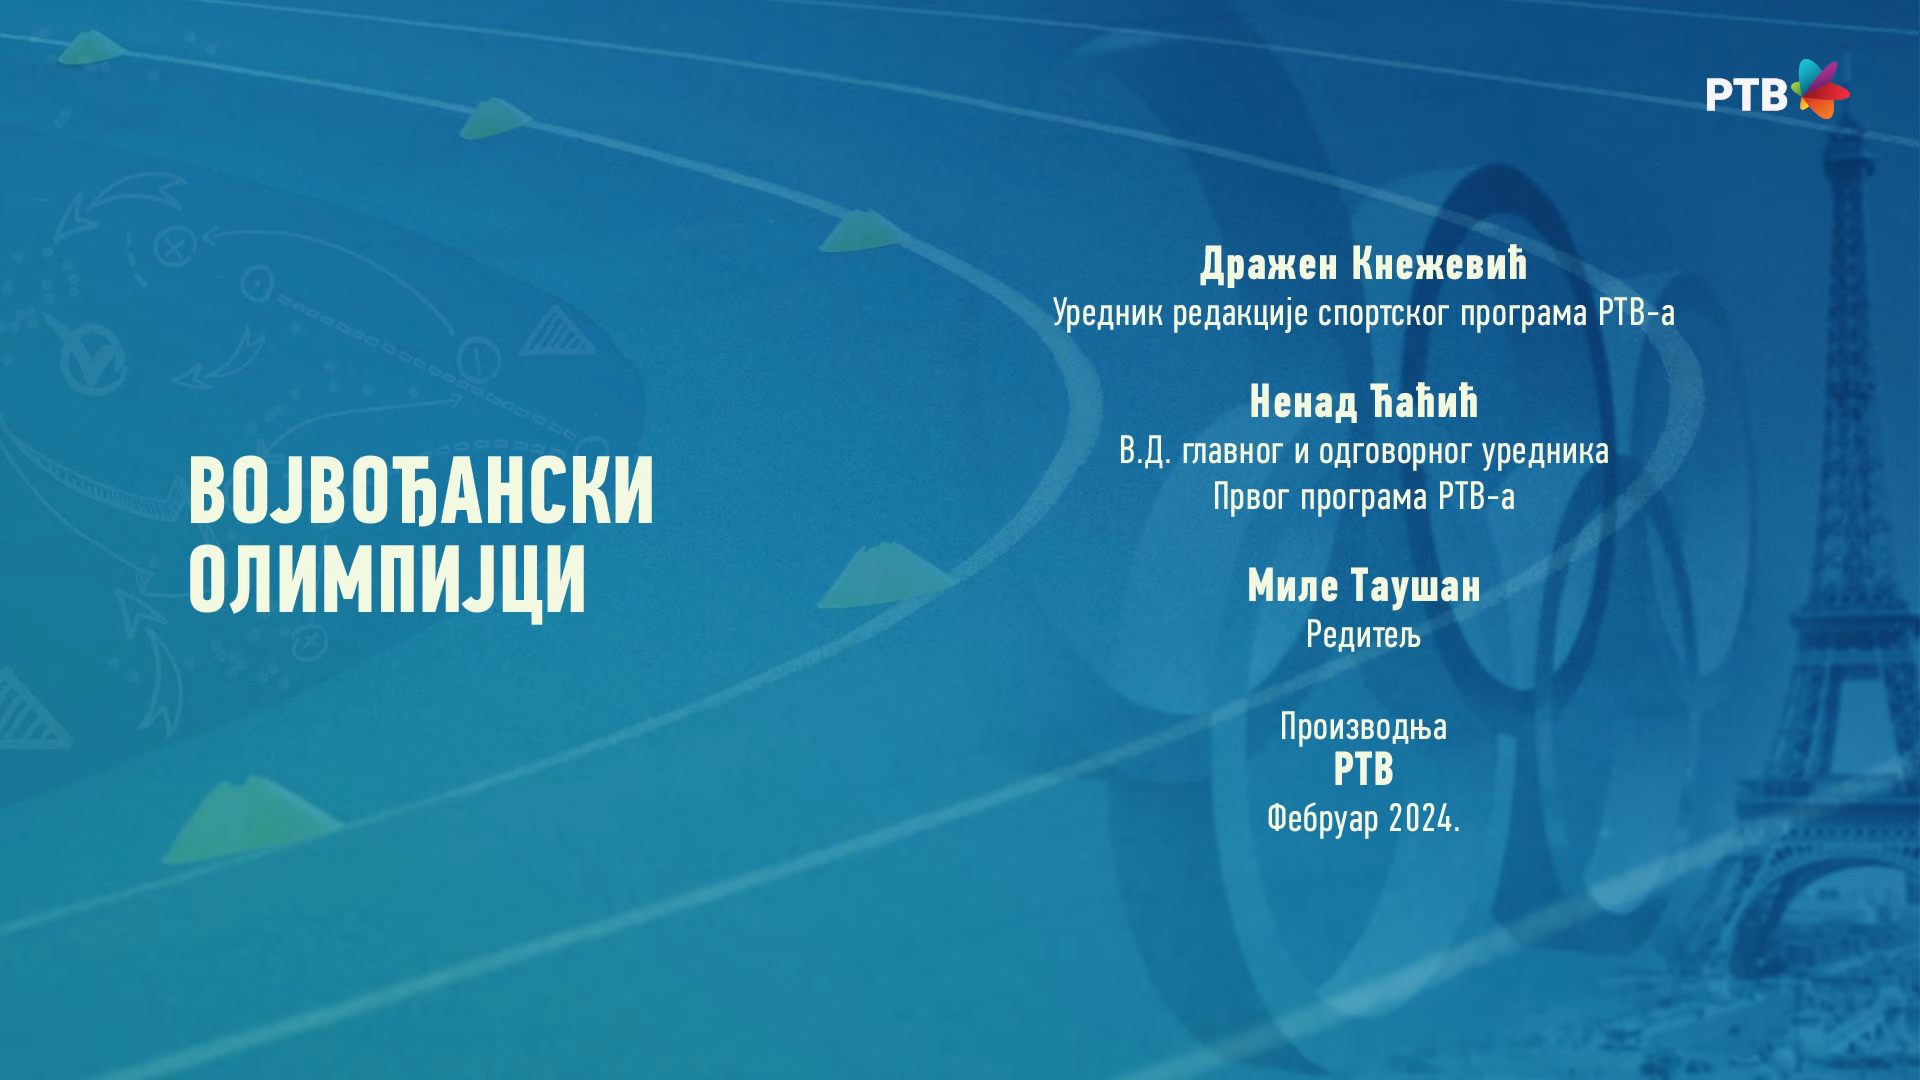 РТВ
ВОЈВОЂАНСКИ
ОЛИМПИЈЦИ
Дражен Кнежевић
Уредник редакције спортског програма РТВ-а
Ненад Ћаћић
В.Д. главног и одговорног уредника
Првог програма РТВ-а
Миле Таушан
Редитељ
Производња
РТВ
Фебруар 2024.